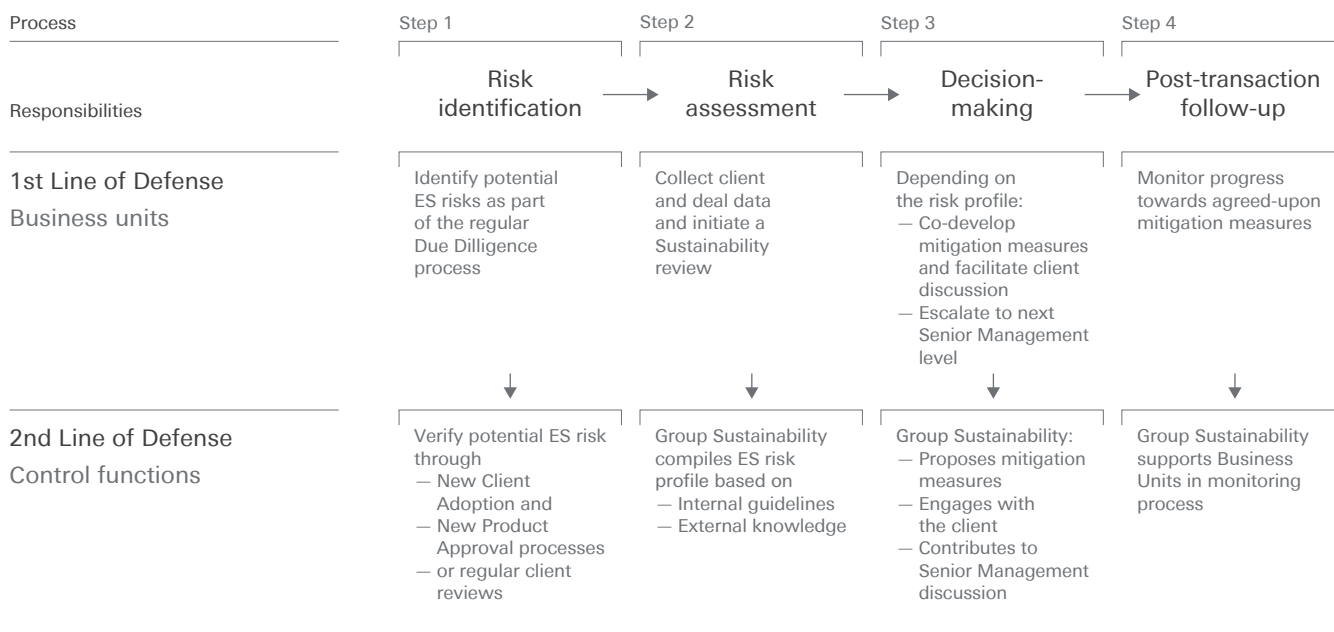 Process
Step 1
Step 2
Step 3
Step 4
Responsibilities
Risk
identification
Risk
assessment
Decision-
making
Post-transaction
follow-up
1st Line of Defense
Business units
Identify potential
ES risks as part
of the regular
Due Dilligence
process
Collect client
and deal data
and initiate a
Sustainability
review
Depending on
the risk profile:
— Co-develop
mitigation measures
and facilitate client
discussion
— Escalate to next
Senior Management
level
Monitor progress
towards agreed-upon
mitigation measures
2nd Line of Defense
Control functions
Verify potential ES risk
through
— New Client
Adoption and
— New Product
Approval processes
— or regular client
reviews
Group Sustainability
compiles ES risk
profile based on
— Internal guidelines
— External knowledge
Group Sustainability:
— Proposes mitigation
measures
— Engages with
the client
— Contributes to
Senior Management
discussion
Group Sustainability
supports Business
Units in monitoring
process